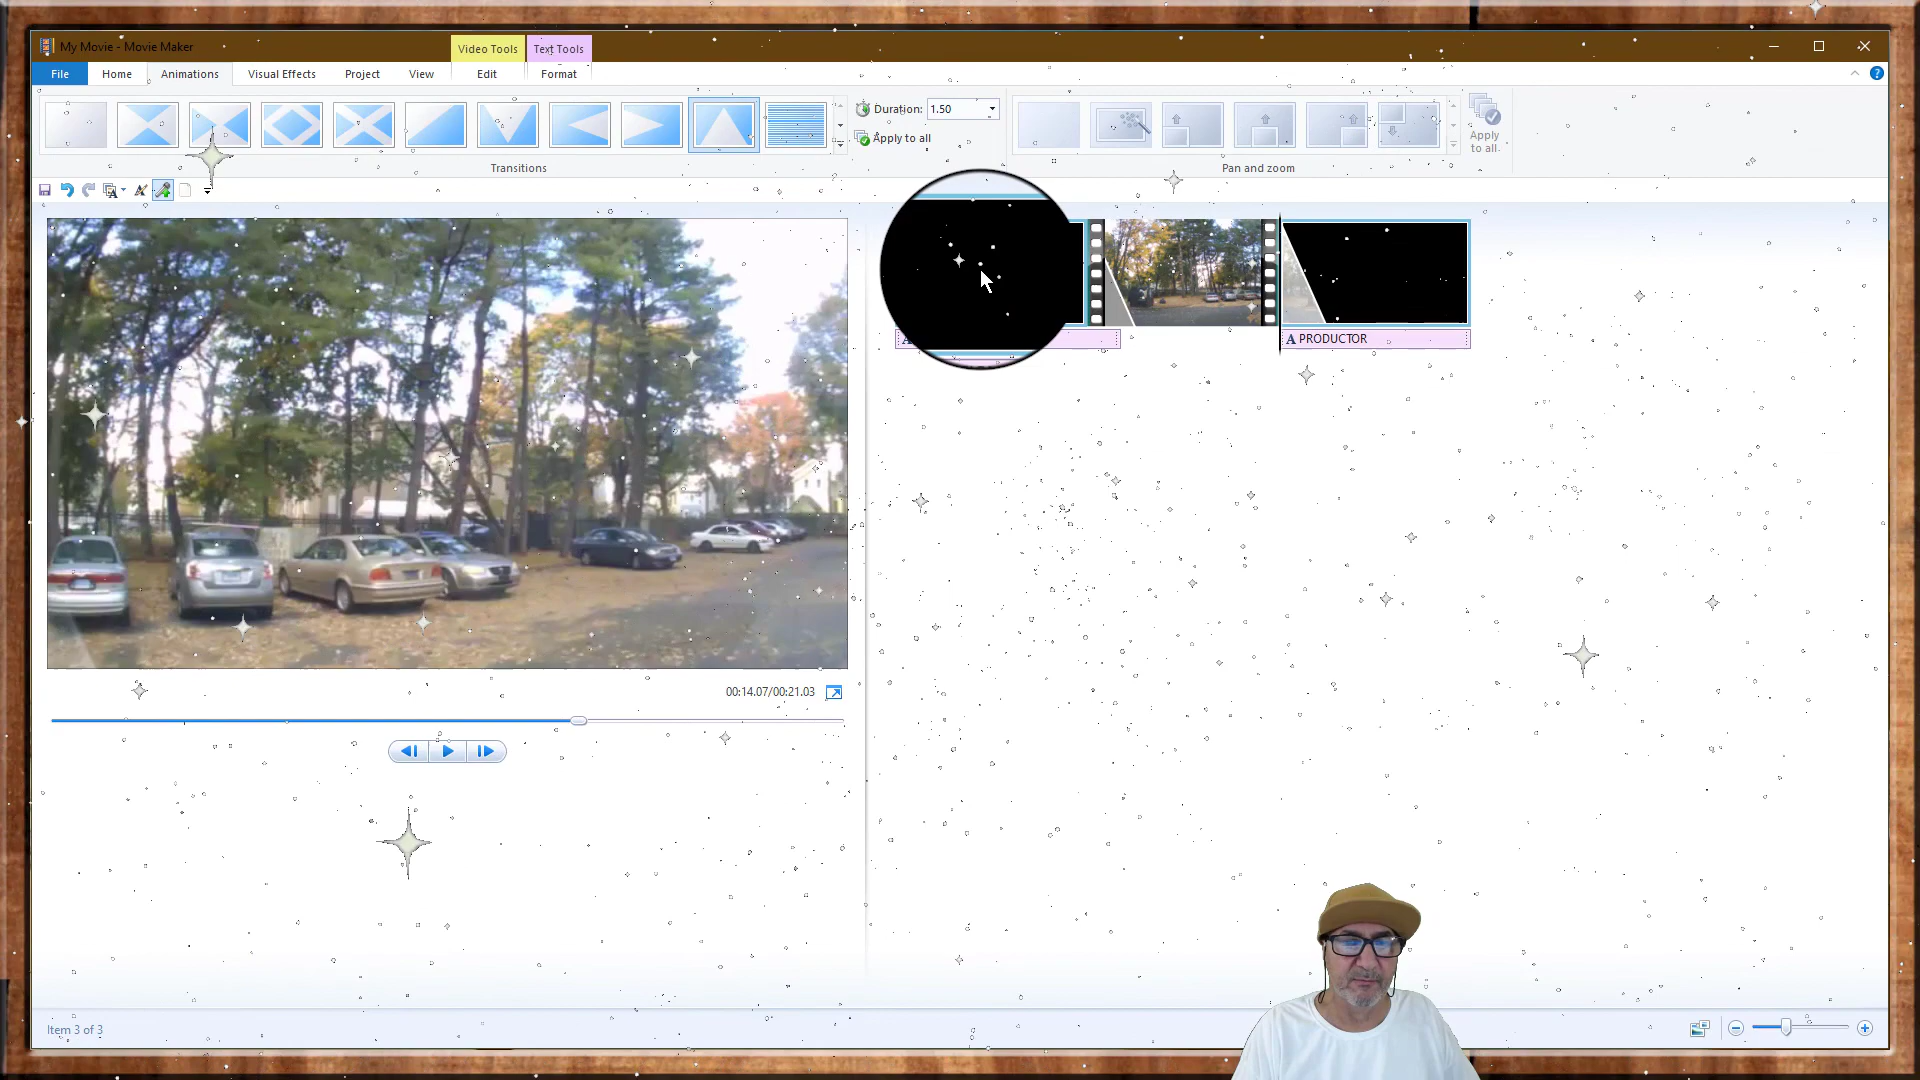 My Movie - Movie Maker
Video Tools
Text Tools
File
Home
Animations
Visual Effects
Project
View
Edit
Format
Duration: 1.50
Apply to all
Apply
to all
Transitions
Pan and zoom
A PRODUCTOR
00:14.07/00:21.03
Item 3 of 3